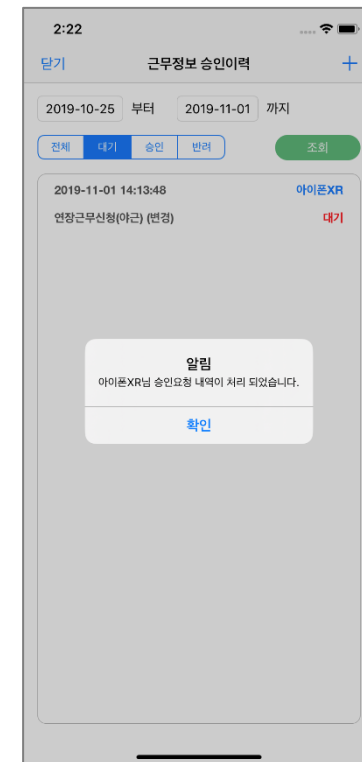 2:22
닫기 근무정보 승인이력 +
2019-10-25 부터 2019-11-01 까지
전체 대기 승인 반려 조회
2019-11-01 14:13:48 아이폰XR
연장근무신청(야근) (변경) 대기
알림
아이폰XR님 승인요청 내역이 처리 되었습니다.
확인